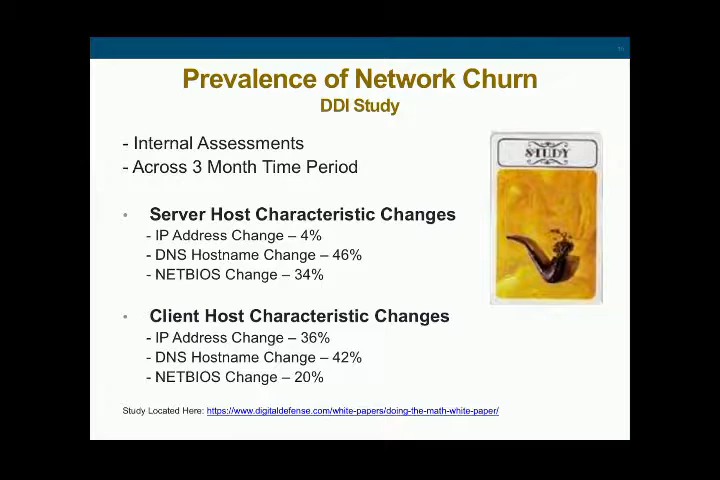 Prevalence of Network Churn
DDI Study
- Internal Assessments
- Across 3 Month Time Period
STUDY
• Server Host Characteristic Changes
- IP Address Change – 4%
- DNS Hostname Change – 46%
- NETBIOS Change – 34%
• Client Host Characteristic Changes
- IP Address Change – 36%
- DNS Hostname Change – 42%
- NETBIOS Change – 20%
Study Located Here: https://www.digitaldefense.com/white-papers/doing-the-math-white-paper/